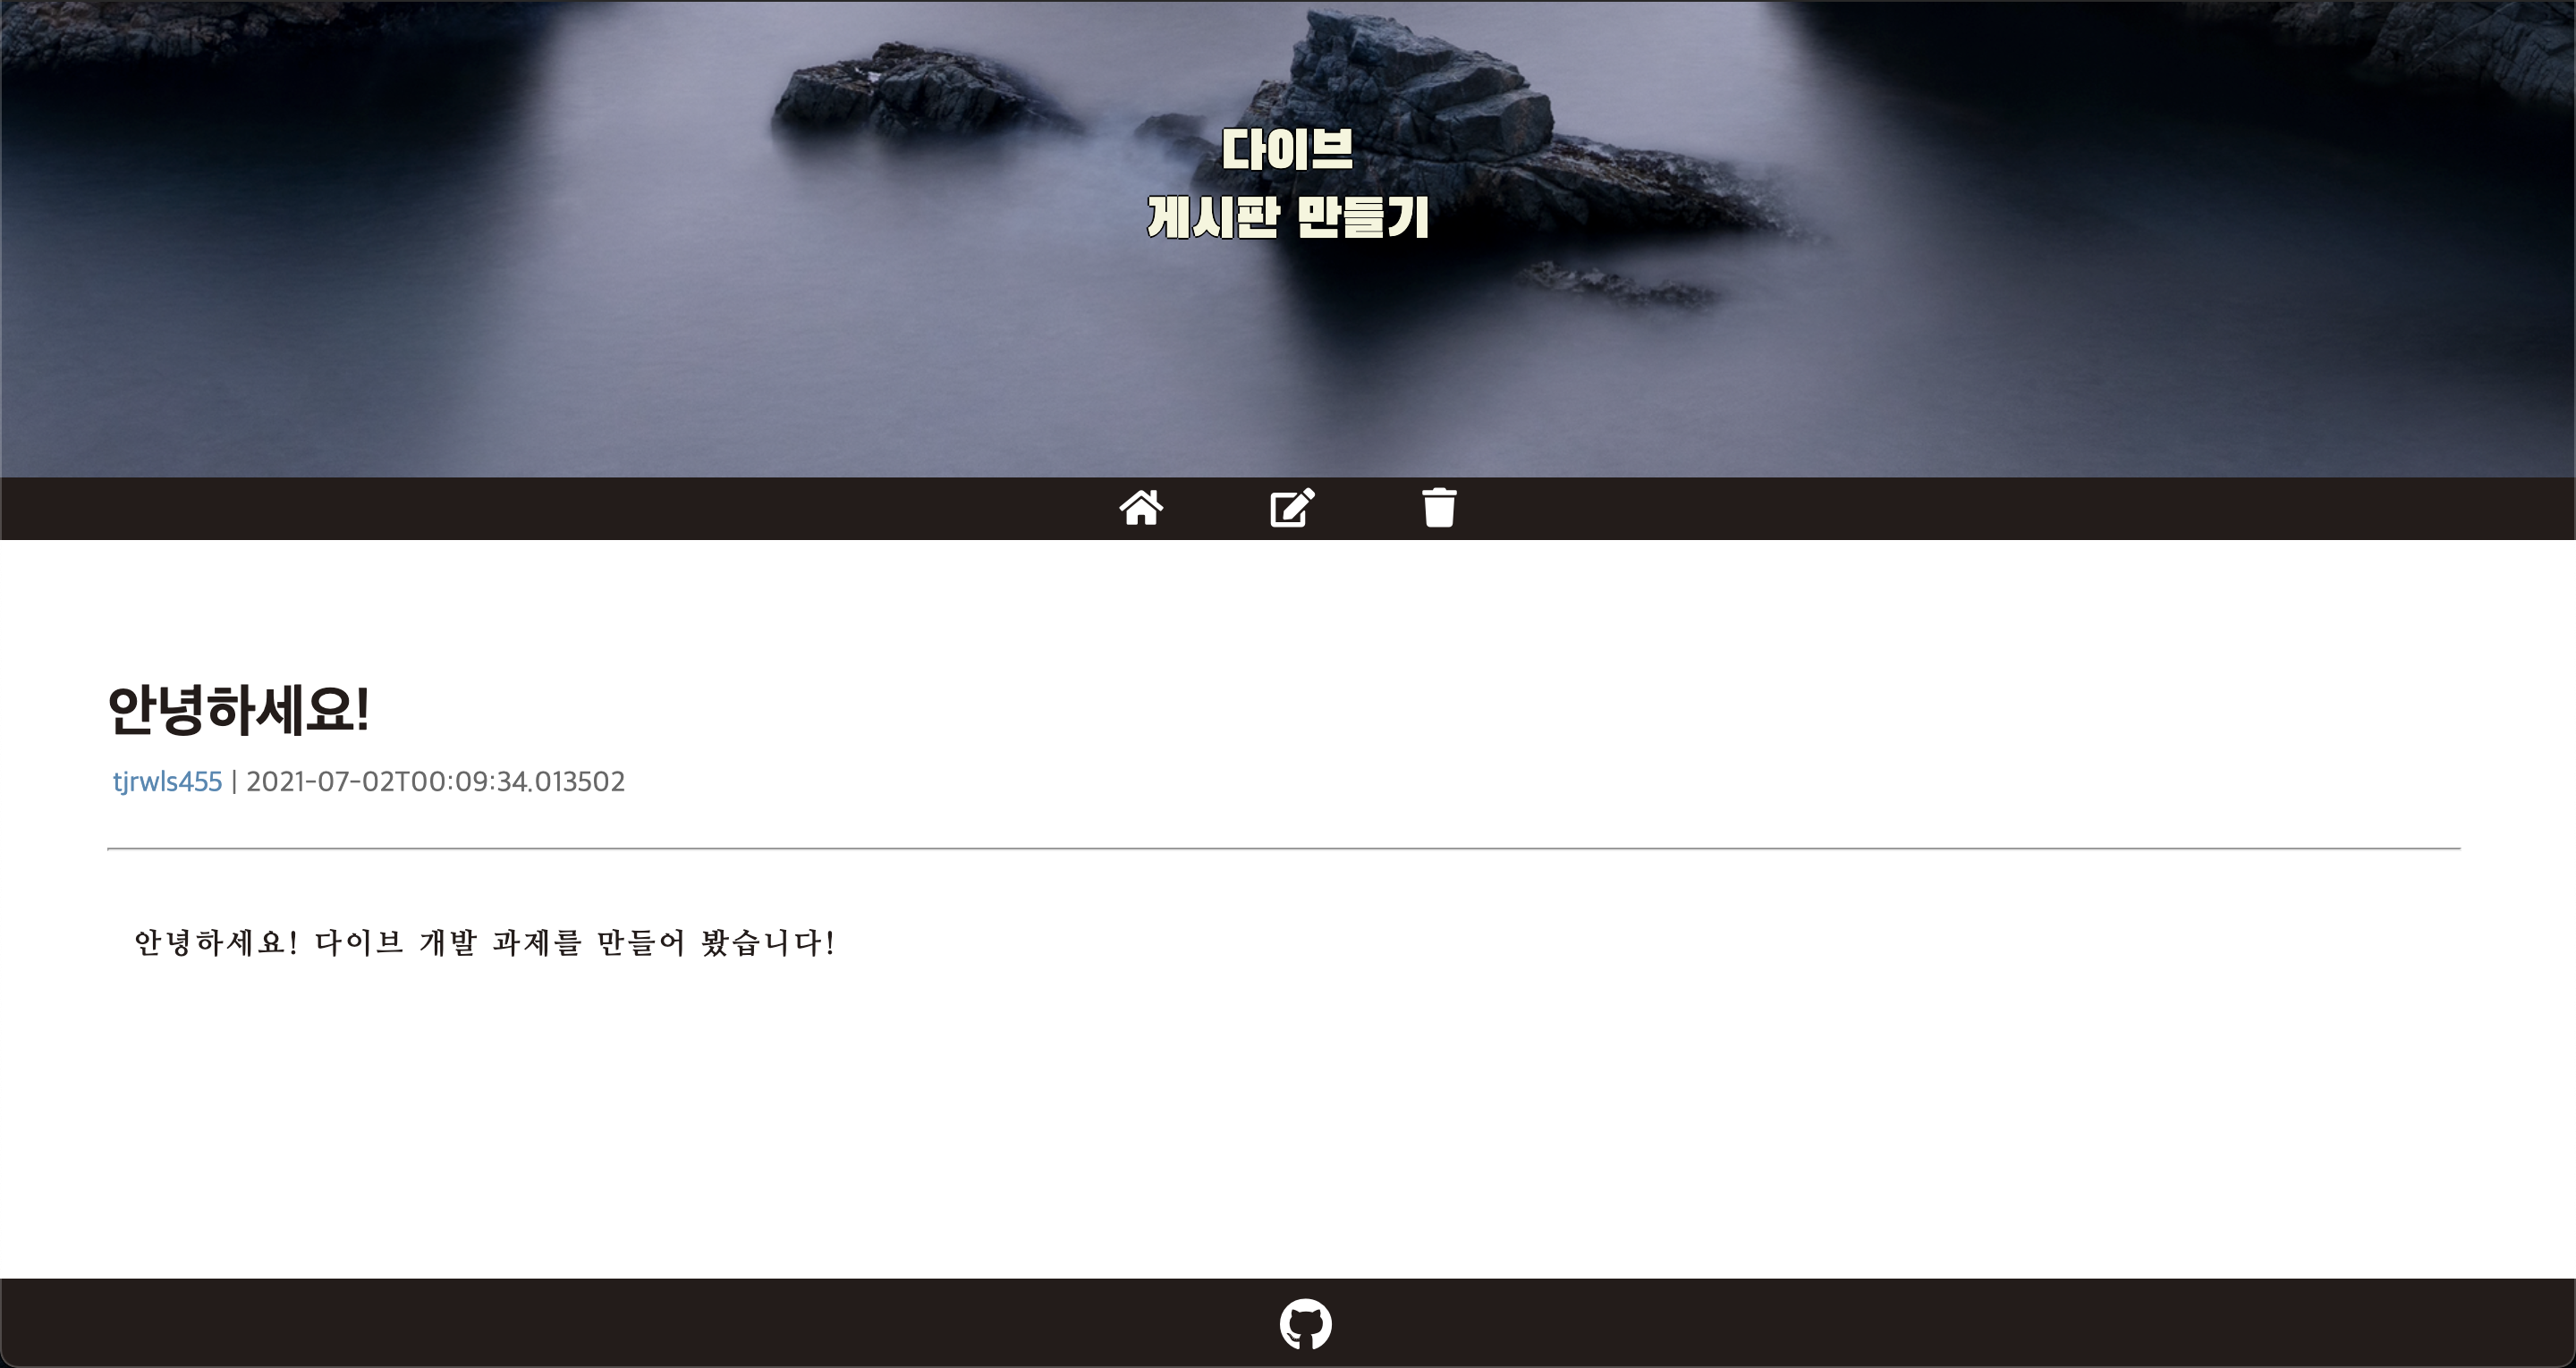 다이브
게시판 만들기
안녕하세요!
tjrwls455 | 2021-07-02T00:09:34.013502
안녕하세요! 다이브 개발 과제를 만들어 봤습니다!